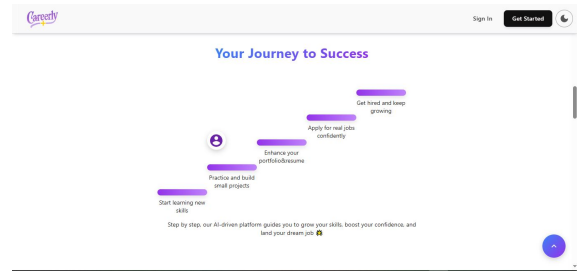 Careerly
Sign In
Get Started
Your Journey to Success
Get hired and keep
growing
Apply for real jobs
confidently
Enhance your
portfolio&resume
Practice and build
small projects
Start learning new
skills
Step by step, our AI-driven platform guides you to grow your skills, boost your confidence, and
land your dream job